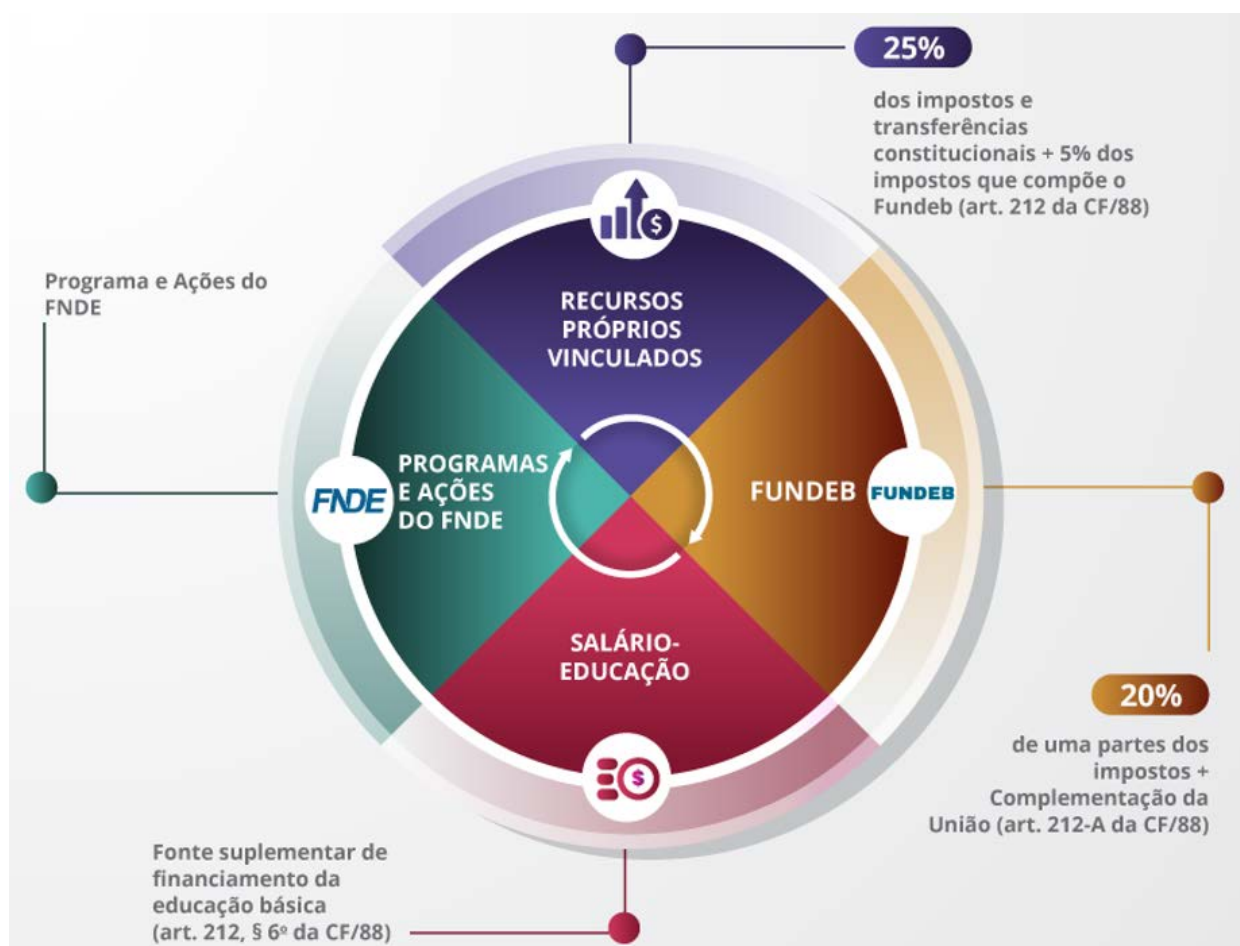 25%
dos impostos e
transferências
constitucionais + 5% dos
impostos que compõe o
Fundeb (art. 212 da CF/88)
Programa e Ações do
FNDE
RECURSOS
PRÓPRIOS
VINCULADOS
$
FNDE
PROGRAMAS
E AÇÕES
DO FNDE
FUNDEB
FUNDEB
SALÁRIO-
EDUCAÇÃO
$
20%
de uma partes dos
impostos +
Complementação da
União (art. 212-A da CF/88)
Fonte suplementar de
financiamento da
educação básica
(art. 212, § 6º da CF/88)